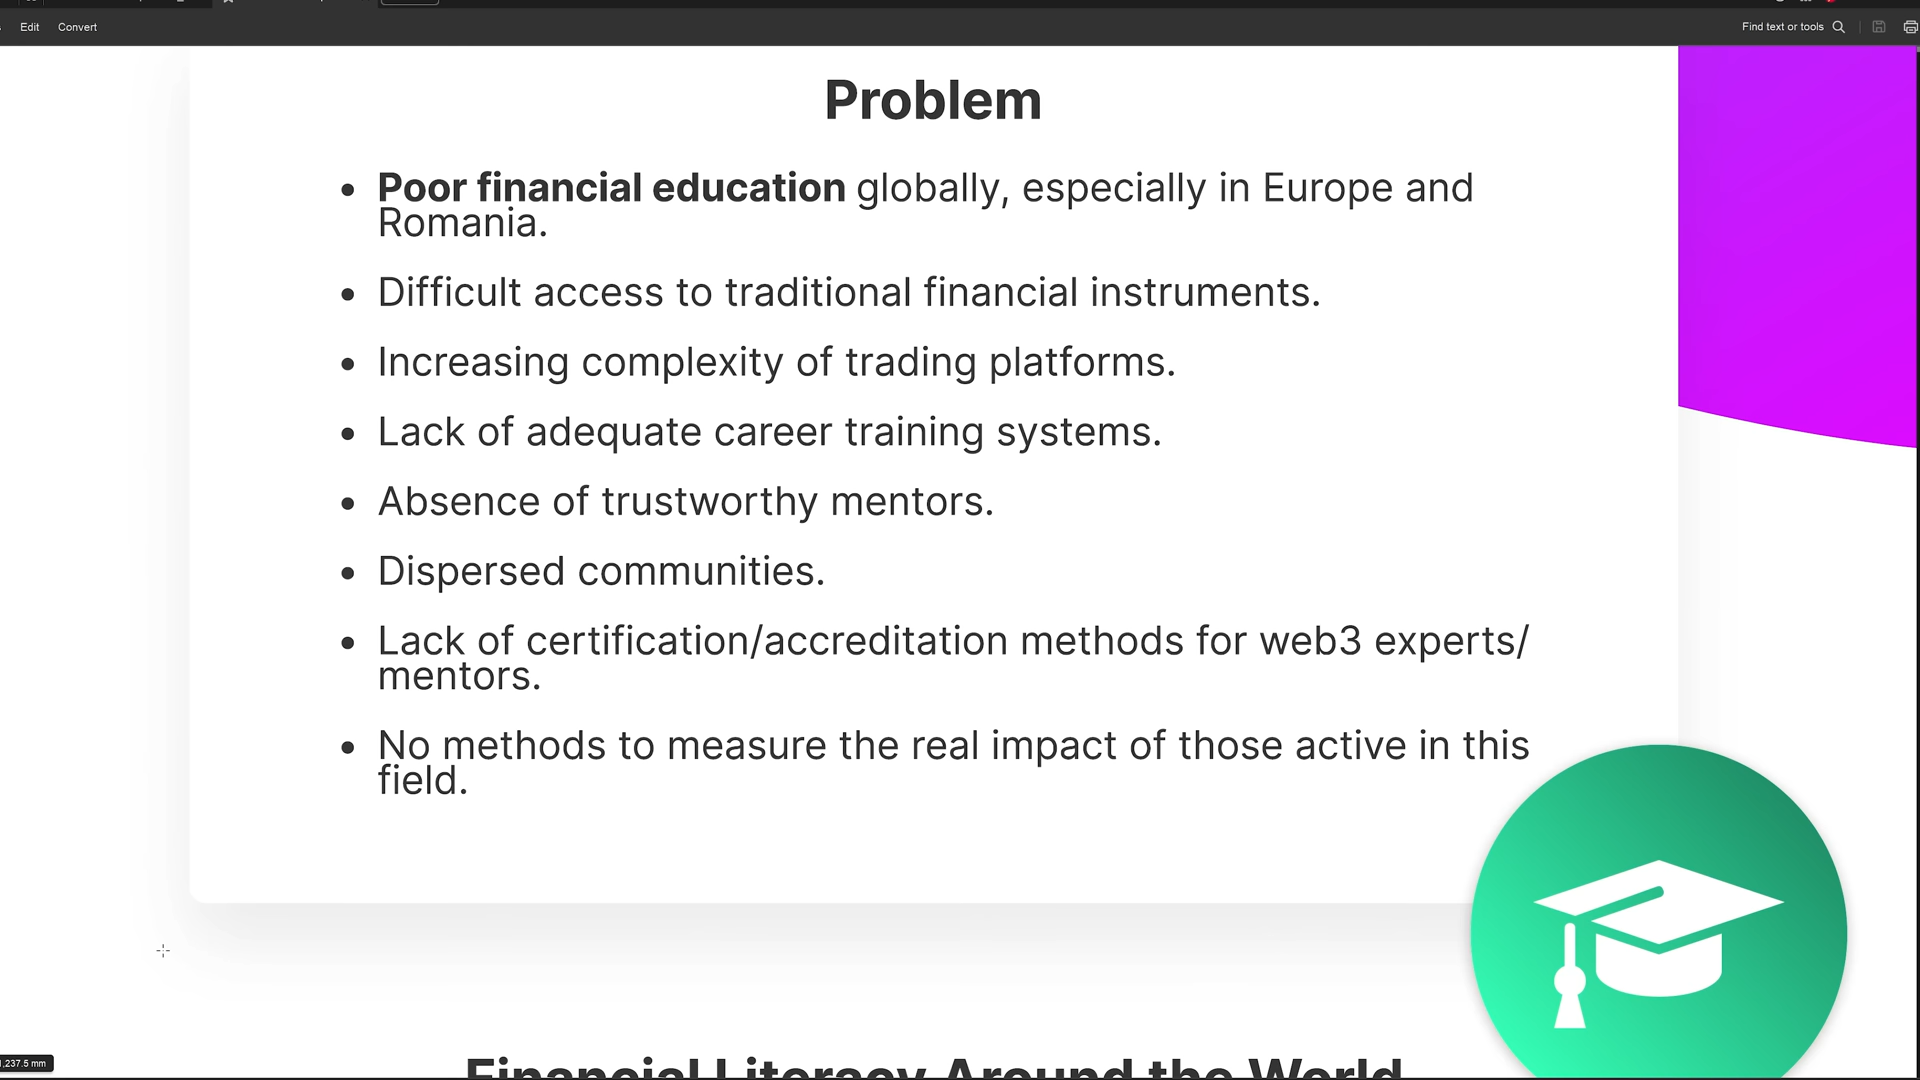 Edit
Convert
Find text or tools
Problem
• Poor financial education globally, especially in Europe and
Romania.
• Difficult access to traditional financial instruments.
• Increasing complexity of trading platforms.
• Lack of adequate career training systems.
• Absence of trustworthy mentors.
• Dispersed communities.
• Lack of certification/accreditation methods for web3 experts/
mentors.
• No methods to measure the real impact of those active in this
field.
,237.5 mm
Financial Literacy Around the World